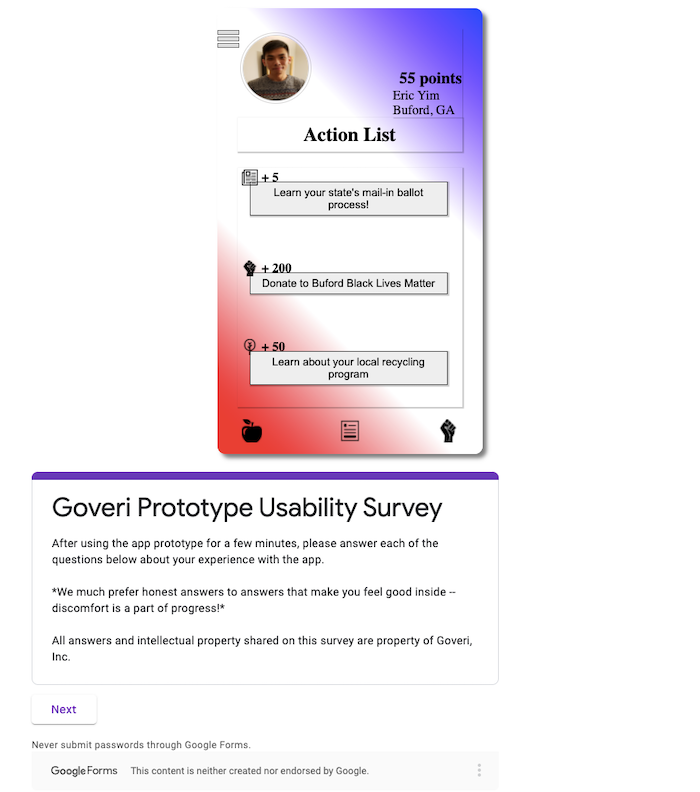 55 points
Eric Yim
Buford, GA
Action List
+ 5
Learn your state's mail-in ballot
process!
+ 200
Donate to Buford Black Lives Matter
+ 50
Learn about your local recycling
program
Goveri Prototype Usability Survey
After using the app prototype for a few minutes, please answer each of the
questions below about your experience with the app.
*We much prefer honest answers to answers that make you feel good inside --
discomfort is a part of progress!*
All answers and intellectual property shared on this survey are property of Goveri,
Inc.
Next
Never submit passwords through Google Forms.
Google Forms This content is neither created nor endorsed by Google.